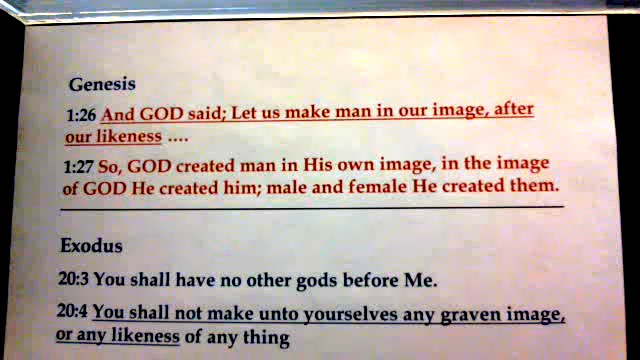 Genesis
1:26 And GOD said; Let us make man in our image, after
our likeness ....
1:27 So, GOD created man in His own image, in the image
of GOD He created him; male and female He created them.
Exodus
20:3 You shall have no other gods before Me.
20:4 You shall not make unto yourselves any graven image,
or any likeness of any thing